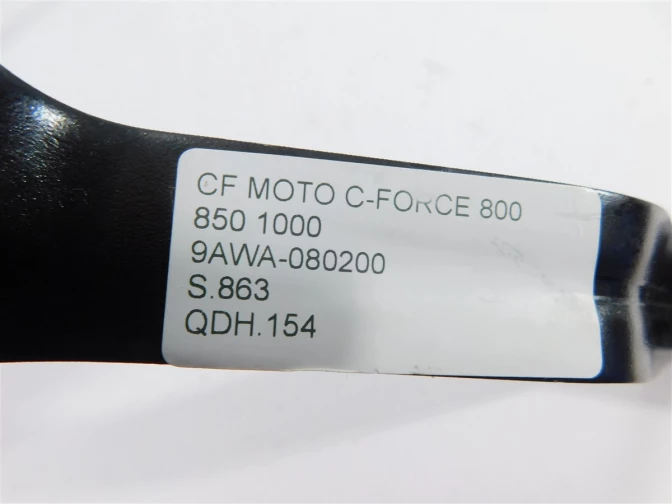 CF MOTO C-FORCE 800
850 1000
9AWA-080200
S.863
QDH.154